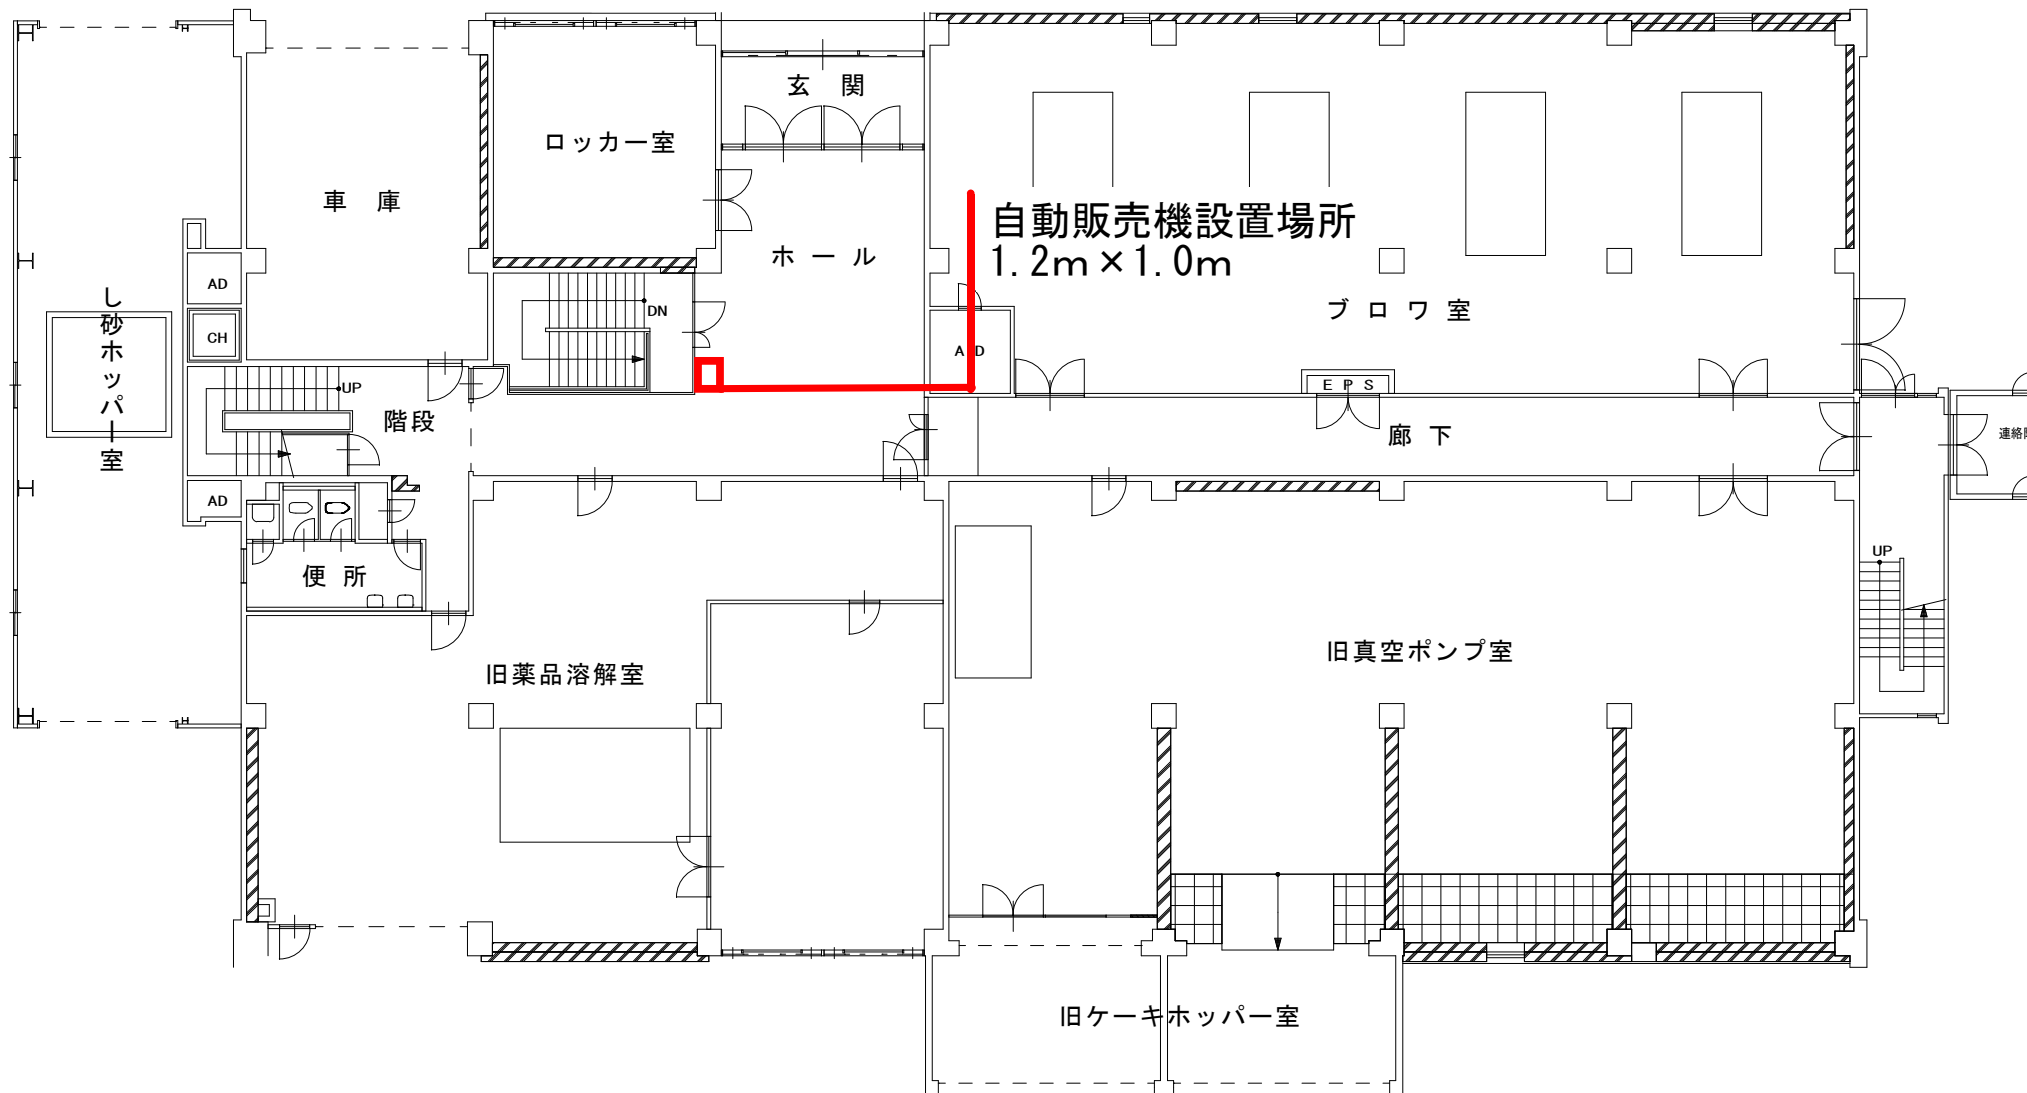 玄関
ロッカー室
車庫
自動販売機設置場所
1.2m×1.0m
ホール
AD
DN
ブロワ室
し砂ホッパー室
CH
UP
EPS
階段
廊下
AD
UP
便所
旧薬品溶解室
旧真空ポンプ室
旧ケーキホッパー室